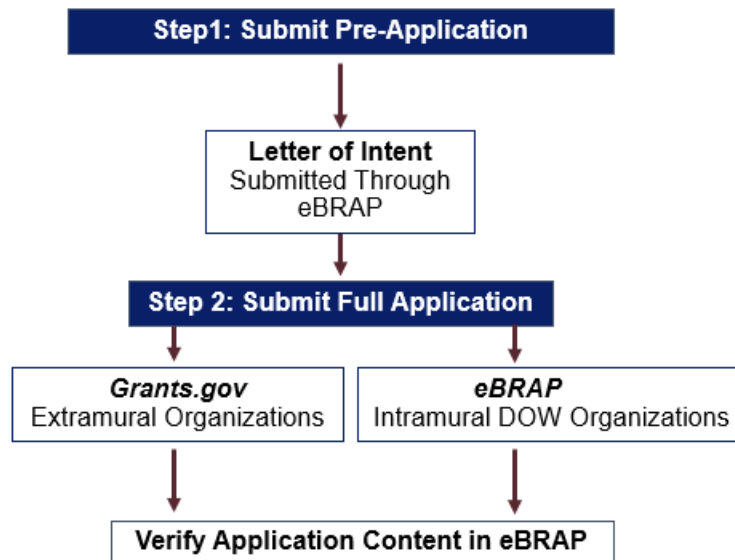 Step1: Submit Pre-Application
Letter of Intent
Submitted Through
eBRAP
Step 2: Submit Full Application
Grants.gov
Extramural Organizations
eBRAP
Intramural DOW Organizations
Verify Application Content in eBRAP